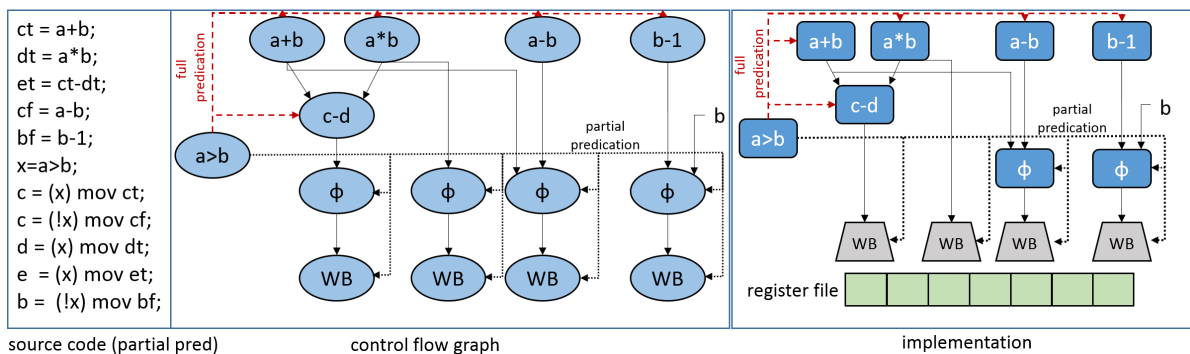 ct = a+b;
dt = a*b;
et = ct-dt;
cf = a-b;
bf = b-1;
x=a>b;
c = (x) mov ct;
c = (!x) mov cf;
d = (x) mov dt;
e = (x) mov et;
b = (!x) mov bf;
source code (partial pred)
a+b
a*b
a-b
b-1
full
predication
c-d
b
partial
predication
a>b
ϕ
ϕ
ϕ
ϕ
WB
WB
WB
WB
control flow graph
a+b
a*b
a-b
b-1
full
predication
c-d
b
partial
predication
a>b
ϕ
ϕ
WB
WB
WB
WB
register file
implementation